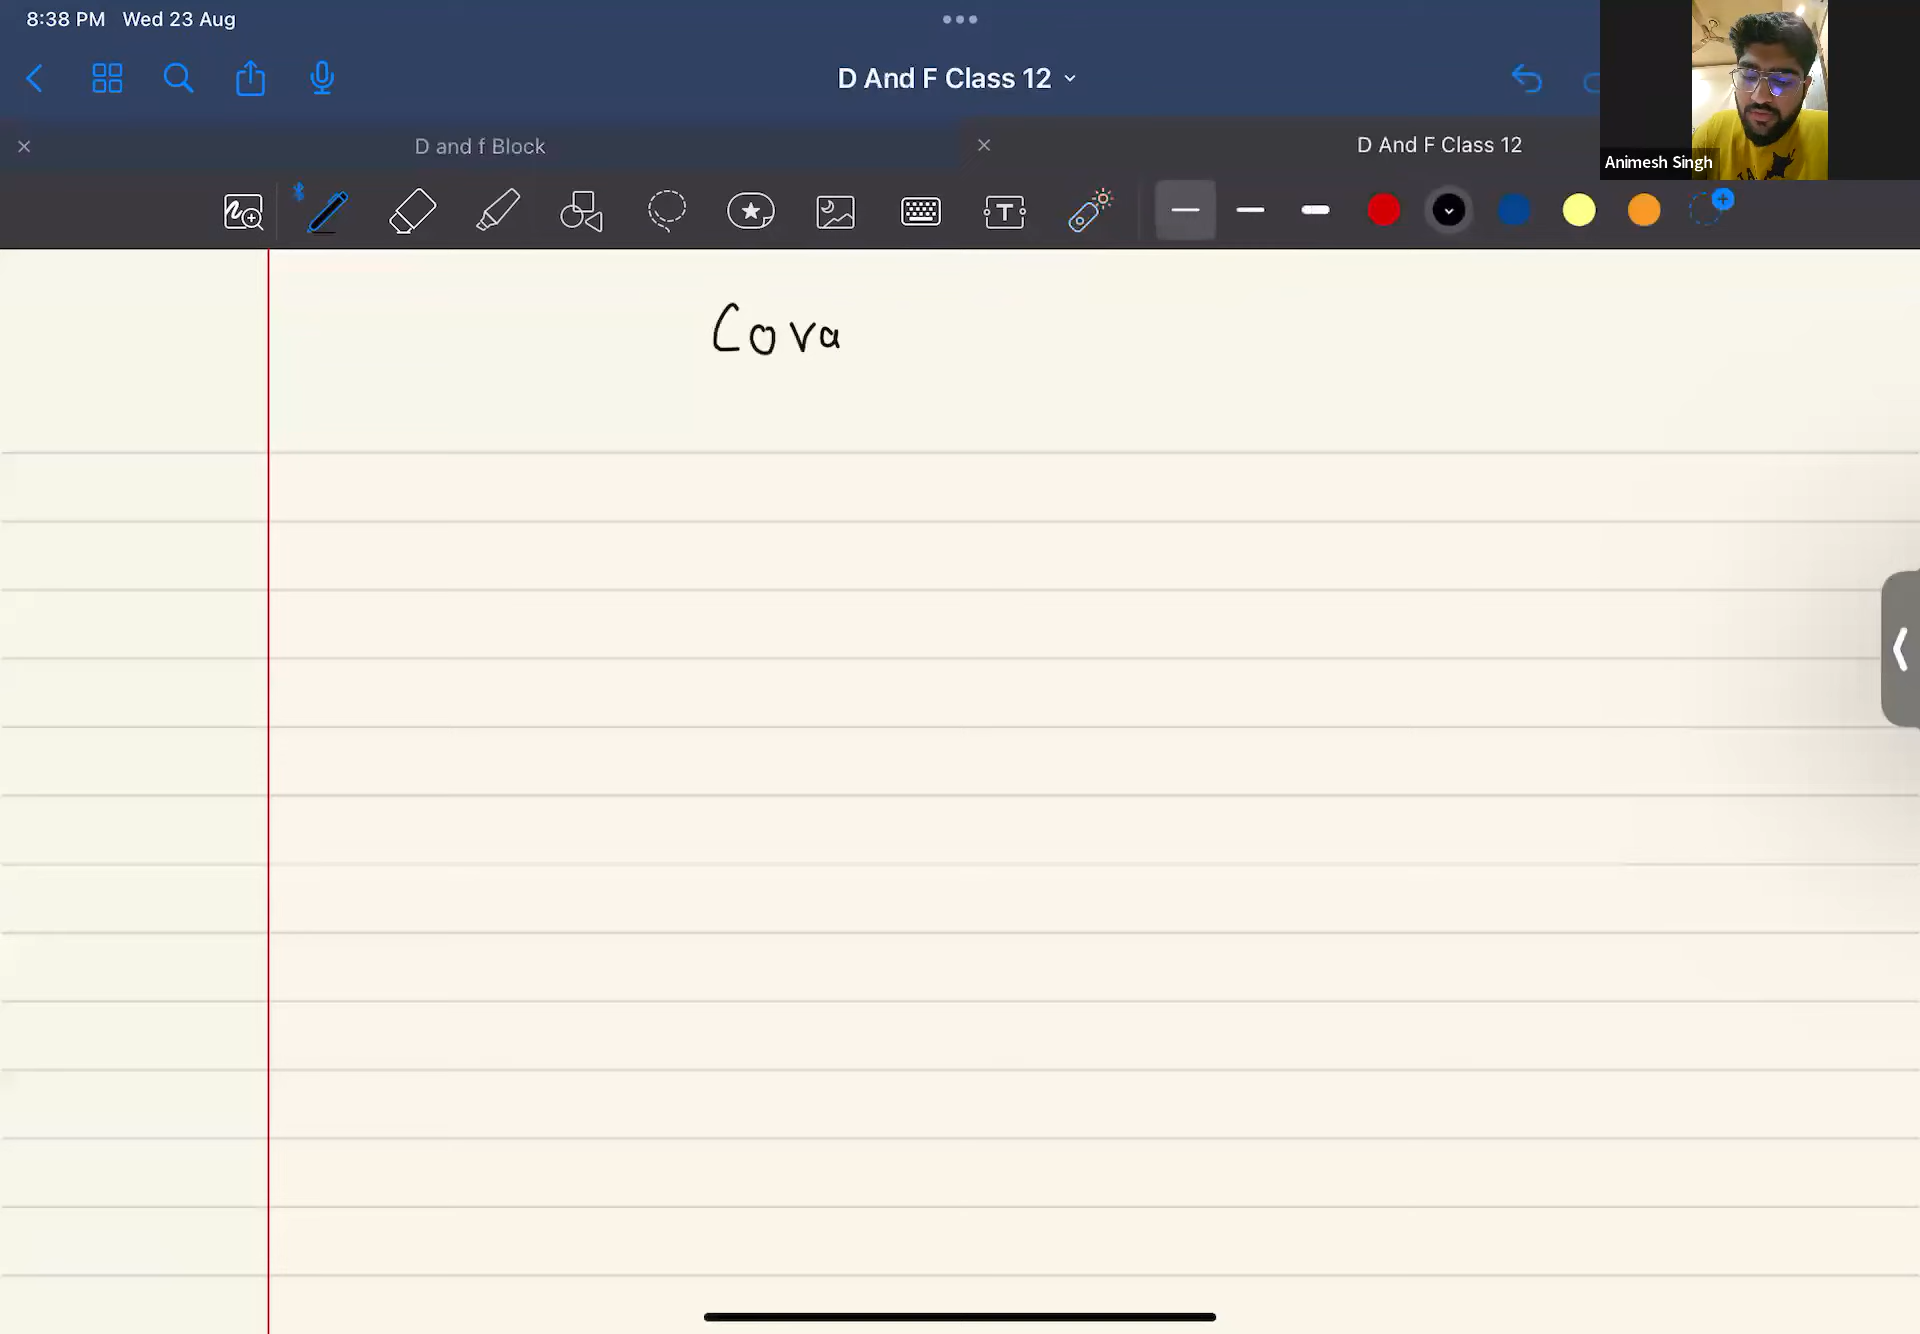 8:38 PM Wed 23 Aug
D And F Class 12
D and f Block
D And F Class 12
Animesh Singh
T
Cova